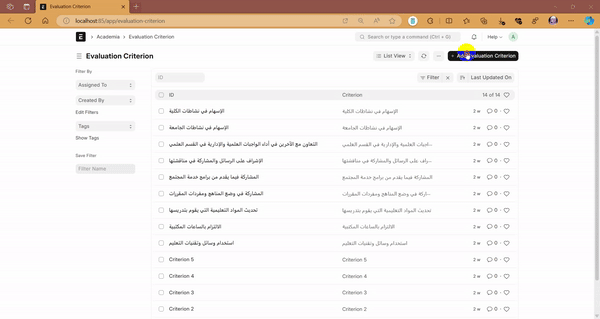 Evaluation Criterion
localhost:85/app/evaluation-criterion
Academia
Evaluation Criterion
Search or type a command (Ctrl + D)
Help
A
Evaluation Criterion
List View
Add Evaluation Criterion
Filter By
Assigned To
Created By
Edit Filters
Tags
Show Tags
Save Filter
Filter Name
ID
Filter
Last Updated On
ID Criterion 14 of 14
الإسهام في نشاطات الكلية الإسهام في نشاطات الكلية 2 w 0
الإسهام في نشاطات الجامعة الإسهام في نشاطات الجامعة 2 w 0
التعاون مع الآخرين في أداء الواجبات العلمية والإدارية في القسم العلمي واجبات العلمية والإدارية في القسم العلمي 2 w 0
الإشراف على الرسائل والمشاركة في مناقشتها الإشراف على الرسائل والمشاركة في مناقشتها 2 w 0
المشاركة فيما يقدم من برامج خدمة المجتمع المشاركة فيما يقدم من برامج خدمة المجتمع 2 w 0
المشاركة في وضع المناهج ومفردات المقررات المشاركة في وضع المناهج ومفردات المقررات 2 w 0
تحديث المواد التعليمية التي يقوم بتدريسها تحديث المواد التعليمية التي يقوم بتدريسها 2 w 0
الالتزام بالساعات المكتبية الالتزام بالساعات المكتبية 2 w 0
استخدام وسائل وتقنيات التعليم استخدام وسائل وتقنيات التعليم 2 w 0
Criterion 5 Criterion 5 2 w 0
Criterion 4 Criterion 4 2 w 0
Criterion 3 Criterion 3 2 w 0
Criterion 2 Criterion 2 2 w 0